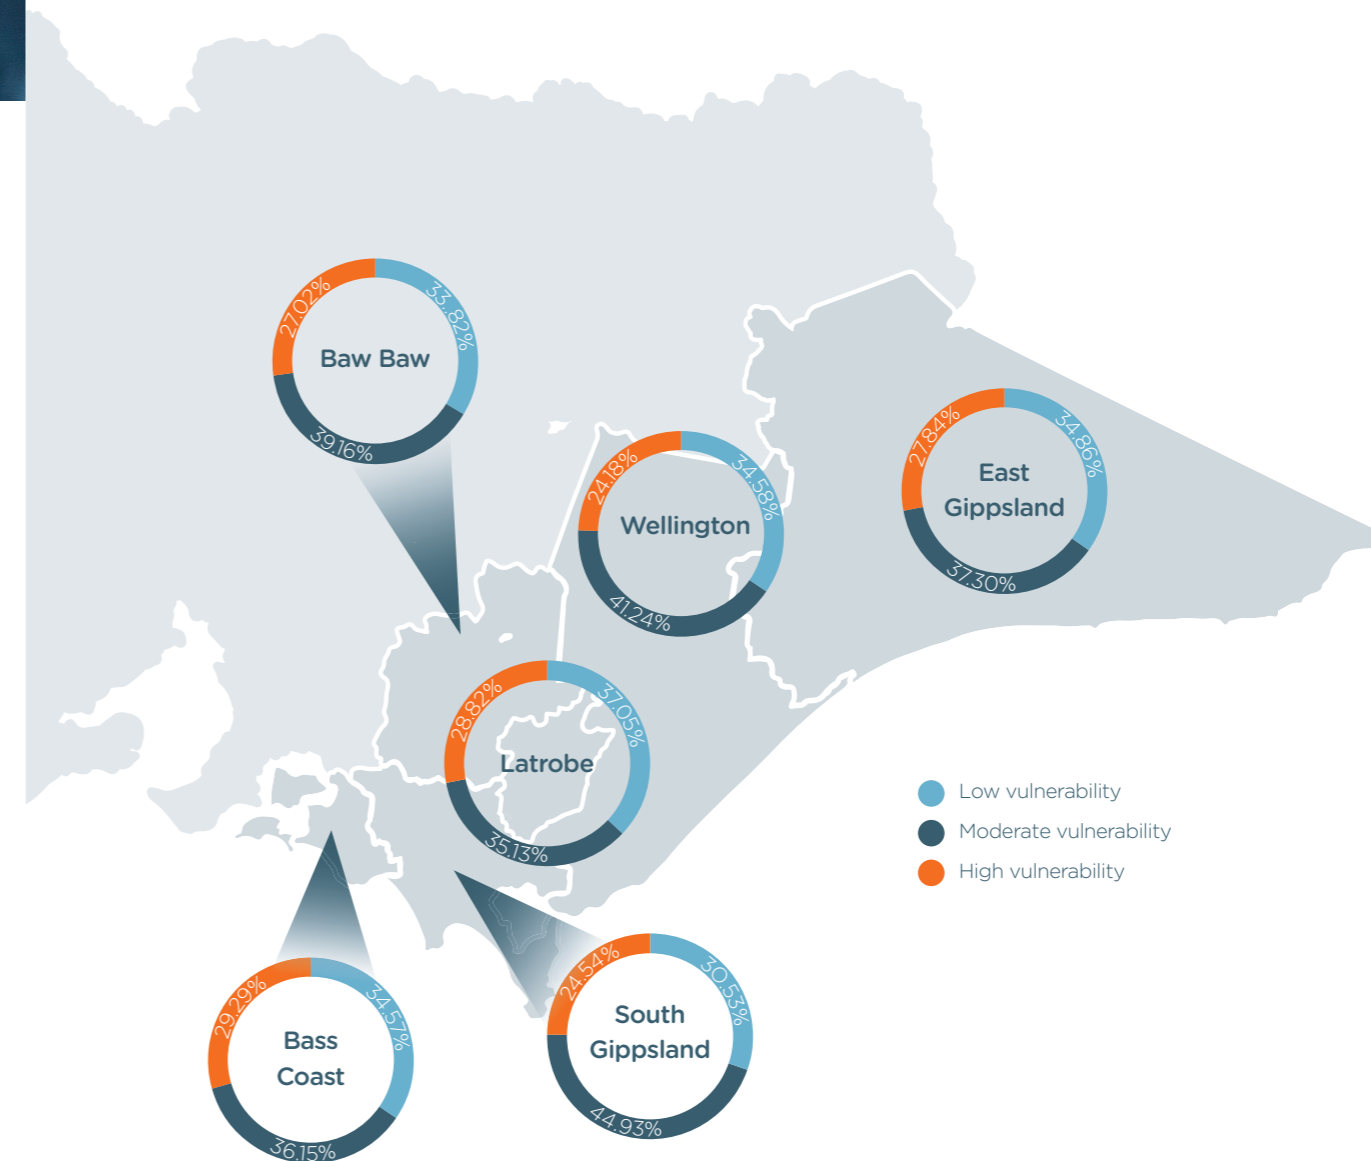 27.02%
33.82%
Baw Baw
39.16%
24.18%
34.58%
Wellington
41.24%
27.84%
34.86%
East
Gippsland
37.30%
28.82%
37.05%
Latrobe
35.13%
Low vulnerability
Moderate vulnerability
High vulnerability
29.29%
34.57%
Bass
Coast
36.15%
24.54%
30.53%
South
Gippsland
44.93%